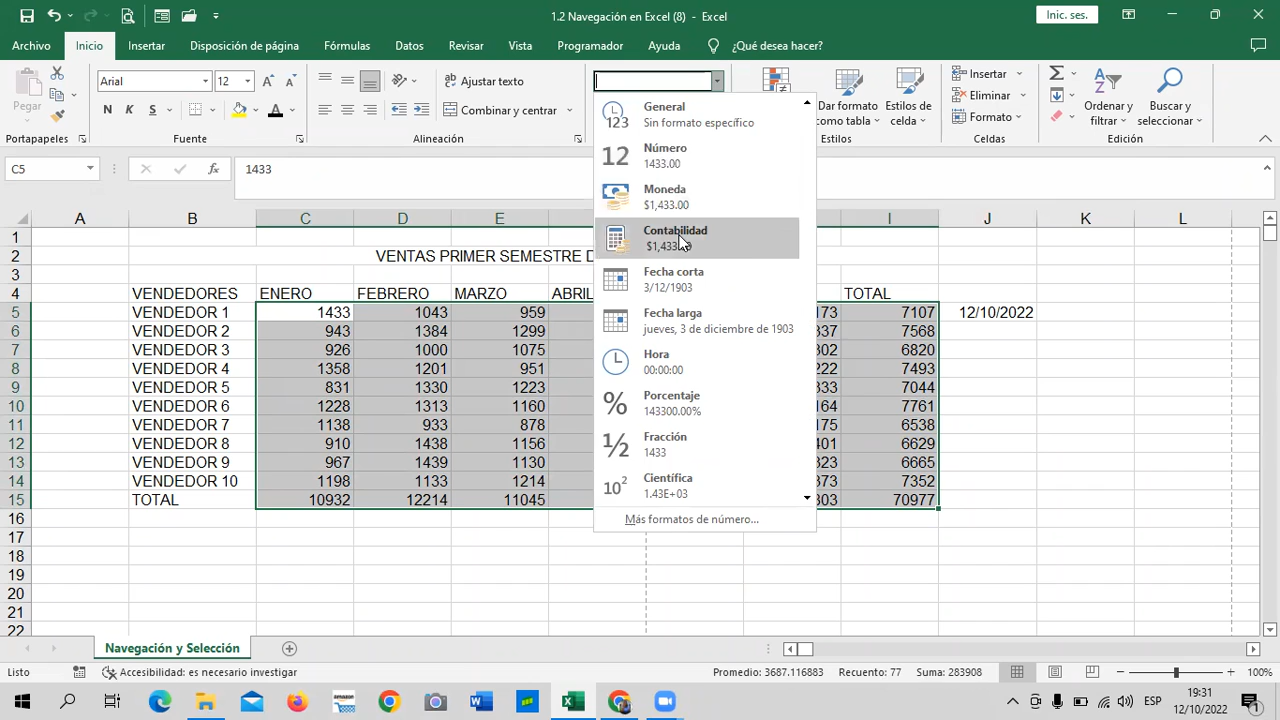 1.2 Navegación en Excel (8) - Excel
Inic. ses.
Archivo Inicio Insertar Disposición de página Fórmulas Datos Revisar Vista Programador Ayuda ¿Qué desea hacer?
Pegar
Arial 12
N K S
Ajustar texto
Combinar y centrar
Dar formato como tabla
Estilos de celda
Insertar
Eliminar
Formato
Ordenar y filtrar
Buscar y seleccionar
Portapapeles Fuente Alineación Estilos Celdas Edición
C5 fx 1433
General
Sin formato específico
12 Número
1433.00
Moneda
$1,433.00
Contabilidad
Fecha corta
3/12/1903
Fecha larga
jueves, 3 de diciembre de 1903
Hora
00:00:00
% Porcentaje
143300.00%
½ Fracción
1433
10² Científica
1.43E+03
Más formatos de número...
A B C D E I J K L
1
2 VENTAS PRIMER SEMESTRE D
3
4 VENDEDORES ENERO FEBRERO MARZO ABRIL TOTAL
5 VENDEDOR 1 1433 1043 959 173 7107 12/10/2022
6 VENDEDOR 2 943 1384 1299 337 7568
7 VENDEDOR 3 926 1000 1075 302 6820
8 VENDEDOR 4 1358 1201 951 222 7493
9 VENDEDOR 5 831 1330 1223 333 7044
10 VENDEDOR 6 1228 1313 1160 164 7761
11 VENDEDOR 7 1138 933 878 175 6538
12 VENDEDOR 8 910 1438 1156 401 6629
13 VENDEDOR 9 967 1439 1130 323 6665
14 VENDEDOR 10 1198 1133 1214 373 7352
15 TOTAL 10932 12214 11045 303 70977
16
17
18
19
20
21
22
Navegación y Selección
Listo Accesibilidad: es necesario investigar Promedio: 3687.116883 Recuento: 77 Suma: 283908 100%
ESP
19:31
12/10/2022